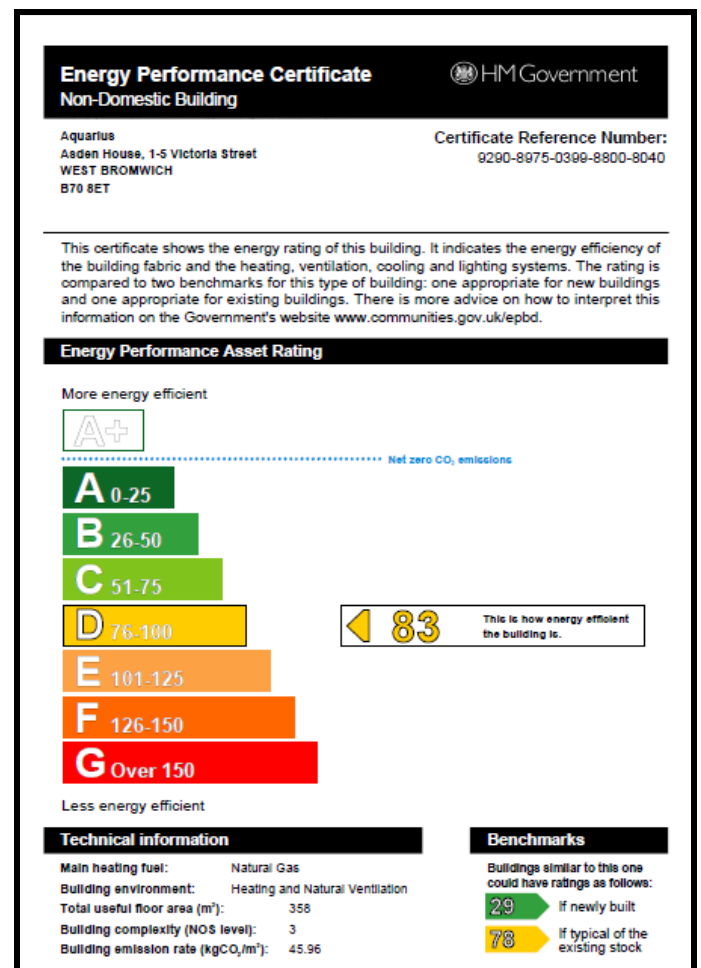 Energy Performance Certificate
HM Government
Non-Domestic Building
Aquarius
Asden House, 1-5 Victoria Street
WEST BROMWICH
B70 8ET
Certificate Reference Number:
9290-8975-0399-8800-8040
This certificate shows the energy rating of this building. It indicates the energy efficiency of
the building fabric and the heating, ventilation, cooling and lighting systems. The rating is
compared to two benchmarks for this type of building: one appropriate for new buildings
and one appropriate for existing buildings. There is more advice on how to interpret this
information on the Government's website www.communities.gov.uk/epbd.
Energy Performance Asset Rating
More energy efficient
A+
Net zero CO₂ emissions
A 0-25
B 26-50
C 51-75
D 76-100
83
This is how energy efficient
the building is.
E 101-125
F 126-150
G Over 150
Less energy efficient
Technical information
Main heating fuel: Natural Gas
Building environment: Heating and Natural Ventilation
Total useful floor area (m²): 358
Building complexity (NOS level): 3
Building emission rate (kgCO₂/m²): 45.96
Benchmarks
Buildings similar to this one
could have ratings as follows:
29 If newly built
78 If typical of the
existing stock